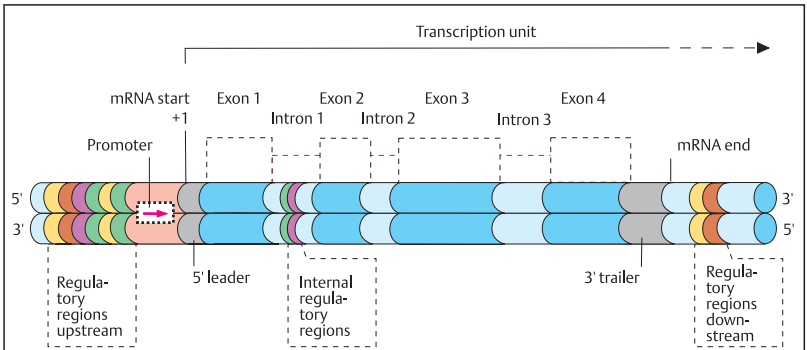 Transcription unit
mRNA start
+1
Exon 1
Exon 2
Exon 3
Exon 4
Intron 1
Intron 2
Intron 3
Promoter
mRNA end
5'
3'
3'
5'
5' leader
3' trailer
Regula-
tory
regions
upstream
Internal
regula-
tory
regions
Regula-
tory
regions
down-
stream